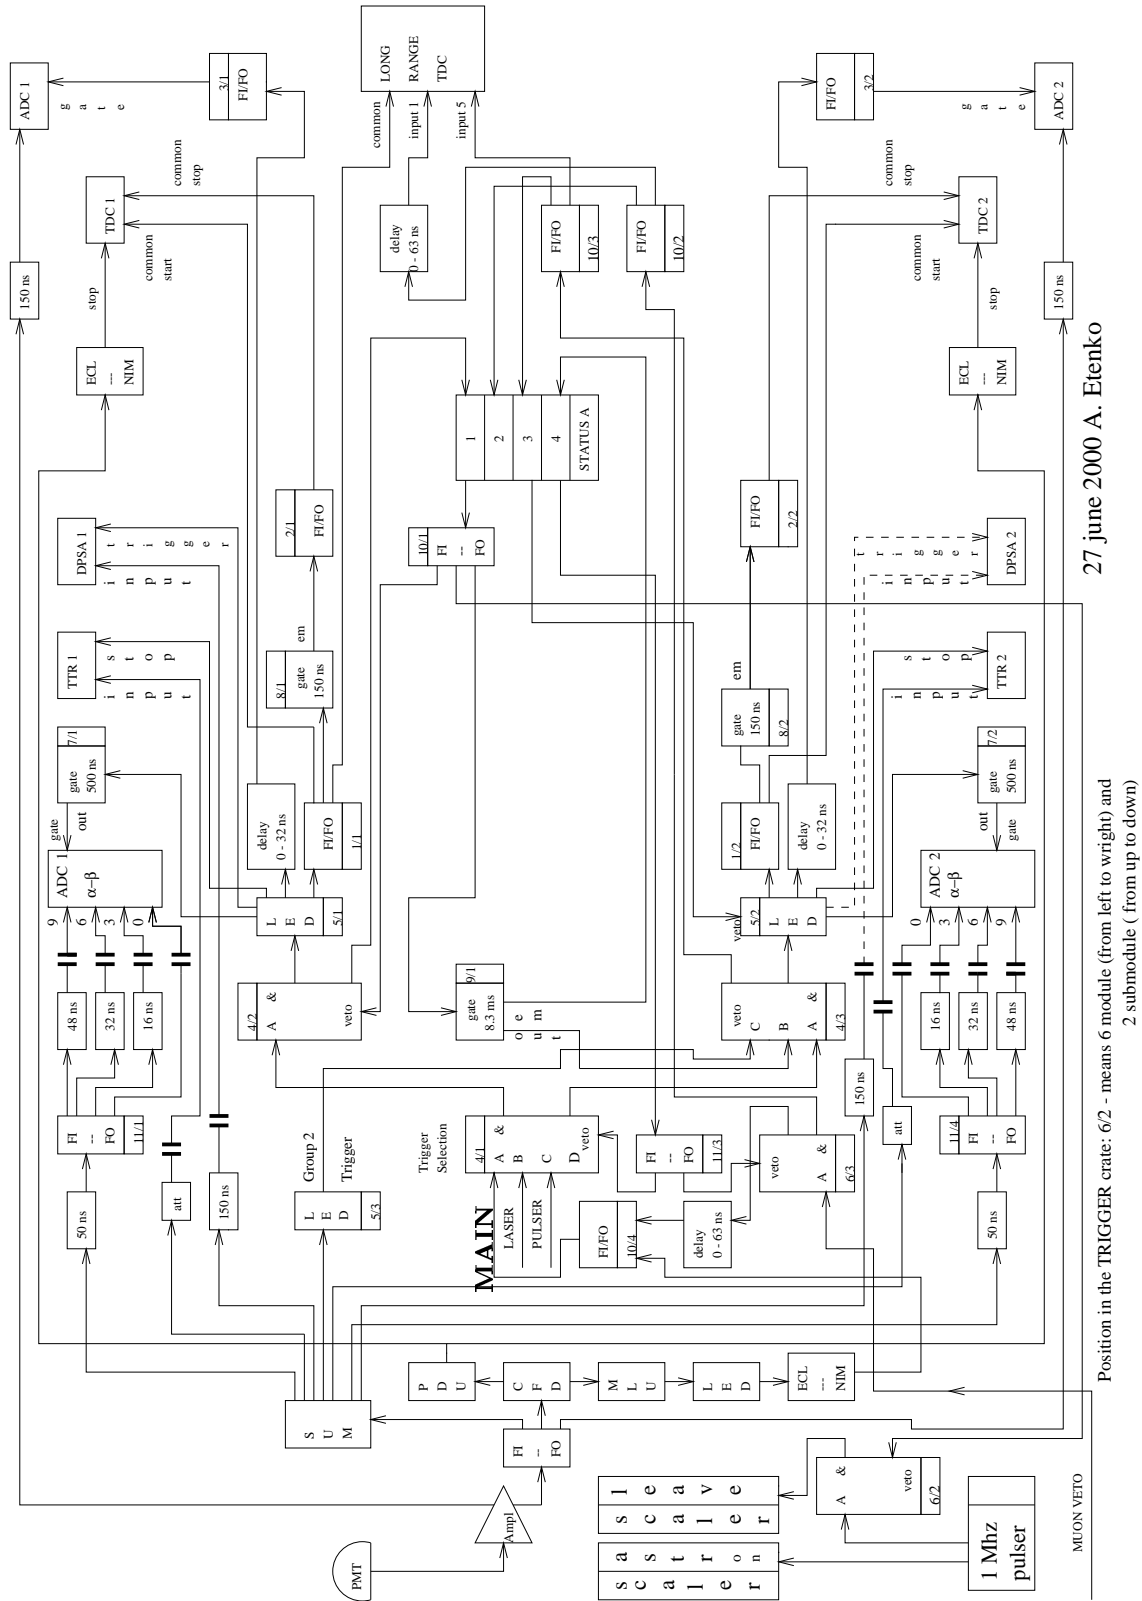 150 ns
ADC 1
50 ns
FI
--
FO
11/1
48 ns
32 ns
16 ns
9
6
3
0
ADC 1
α−β
gate
out
gate
500 ns
7/1
TTR 1
input
stop
DPSA 1
input
trigger
ECL
---
NIM
stop
TDC 1
common
start
common
stop
gate
att
150 ns
3/1
FI/FO
4/2
A &
veto
LED
5/1
delay
0 - 32 ns
FI/FO
1/1
8/1
gate
150 ns
em
2/1
FI/FO
SUM
Group 2
Trigger
LED
5/3
PMT
Ampl
FI
--
FO
PDU
CFD
MLU
LED
ECL
---
NIM
MAIN
LASER
PULSER
Trigger
Selection
4/1
A &
B
C
D veto
gate
8.3 ms
9/1
oem
ut
10/1
FI
--
FO
1
2
3
4
STATUS A
delay
0 - 63 ns
common
input 1
input 5
LONG
RANGE
TDC
FI/FO
10/3
FI/FO
10/2
FI/FO
10/4
delay
0 - 63 ns
FI
--
FO
11/3
veto
A &
6/3
slave
scaler
master
scaler
A &
veto
6/2
1 Mhz
pulser
MUON VETO
veto
C
B
A &
4/3
veto
5/2
LED
1/2
FI/FO
delay
0 - 32 ns
gate
150 ns
8/2
em
FI/FO
2/2
FI/FO
3/2
common
stop
common
start
TDC 2
gate
150 ns
att
50 ns
11/4
FI
--
FO
16 ns
32 ns
48 ns
0
3
6
9
ADC 2
α−β
out
gate
gate
500 ns
7/2
stop
input
TTR 2
trigger
input
DPSA 2
ECL
---
NIM
stop
150 ns
ADC 2
27 june 2000 A. Etenko
Position in the TRIGGER crate: 6/2 - means 6 module (from left to wright) and
2 submodule ( from up to down)